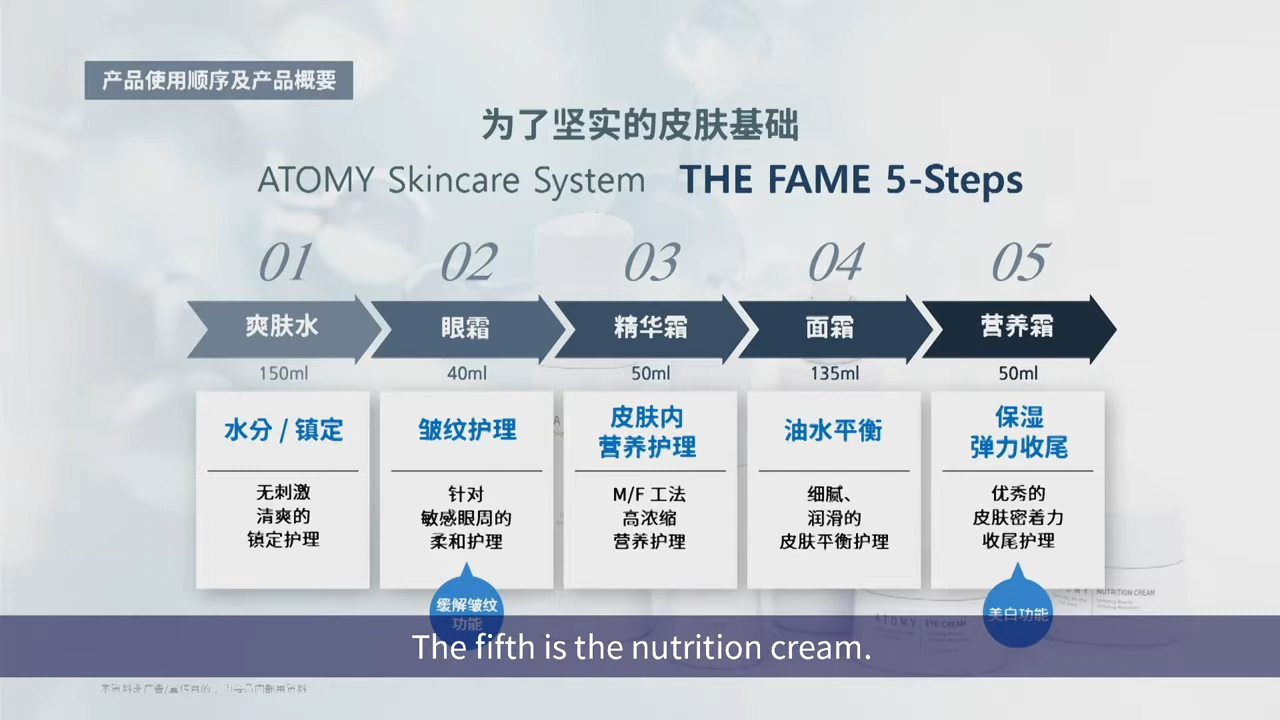 产品使用顺序及产品概要
为了坚实的皮肤基础
ATOMY Skincare System THE FAME 5-Steps
01 02 03 04 05
爽肤水 眼霜 精华霜 面霜 营养霜
150ml 40ml 50ml 135ml 50ml
水分 / 镇定
无刺激
清爽的
镇定护理
皱纹护理
针对
敏感眼周的
柔和护理
缓解皱纹
功能
皮肤内
营养护理
M/F 工法
高浓缩
营养护理
油水平衡
细腻、
润滑的
皮肤平衡护理
保湿
弹力收尾
优秀的
皮肤密着力
收尾护理
美白功能
NUTRITION CREAM
ATOMY EYE CREAM
The fifth is the nutrition cream.